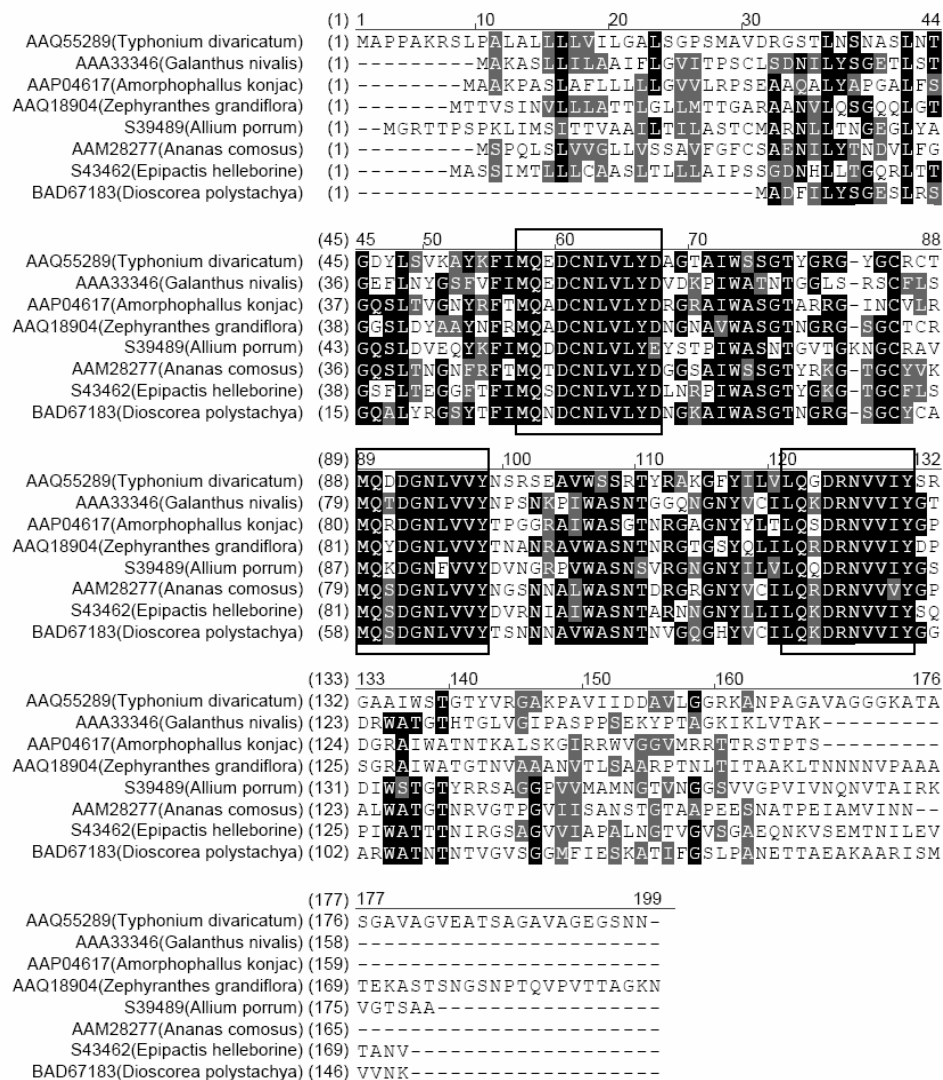 (1) 1 10 20 30 44
AAQ55289(Typhonium divaricatum) (1) MAPPAKRSLPALALLLLVILGALSGPSMAVDRGSTLNSNASLNT
AAA33346(Galanthus nivalis) (1) ---------MAKASLLILAAIFLGVITPSCLSDNILYSGETLST
AAP04617(Amorphophallus konjac) (1) --------MAAKPASLAFLLLLLGVVLRPSEAAQALYAPGALFS
AAQ18904(Zephyranthes grandiflora) (1) -------MTTVSINVLLLATTLGLLMTTGARAANVLQSGQQLGT
S39489(Allium porrum) (1) --MGRTTPSPKLIMSITTVAAILTILASTCMARNLLTNGEGLYA
AAM28277(Ananas comosus) (1) ---------MSPQLSLVVGLLVSSAVFGFCSAENILYTNDVLFG
S43462(Epipactis helleborine) (1) -------MASSIMTLLLCAASLTLLLAIPSSGDNHLLTGQRLTT
BAD67183(Dioscorea polystachya) (1) ------------------------------MADFILYSGESLRS
(45) 45 50 60 70 88
AAQ55289(Typhonium divaricatum) (45) GDYLSVKAYKFIMQEDCNLVLYDAGTAIWSSGTYGRG-YGCRCT
AAA33346(Galanthus nivalis) (36) GEFLNYGSFVFIMQEDCNLVLYDVDKPIWATNTGGLS-RSCFLS
AAP04617(Amorphophallus konjac) (37) GQSLTVGNYRFTMQADCNLVLYDRGRAIWASGTARRG-INCVLR
AAQ18904(Zephyranthes grandiflora) (38) GGSLDYAAYNFRMQADCNLVLYDNGNAVWASGTNGRG-SGCTCR
S39489(Allium porrum) (43) GQSLDVEQYKFIMQDDCNLVLYEYSTPIWASNTGVTGKNGCRAV
AAM28277(Ananas comosus) (36) GQSLTNGNFRFTMQTDCNLVLYDGGSAIWSSGTYRKG-TGCYVK
S43462(Epipactis helleborine) (38) GSFLTEGGFTFIMQSDCNLVLYDLNRPIWASGTYGKG-TGCFLS
BAD67183(Dioscorea polystachya) (15) GQALYRGSYTFIMQNDCNLVLYDNGKAIWASGTNGRG-SGCYCA
(89) 89 100 110 120 132
AAQ55289(Typhonium divaricatum) (88) MQDDGNLVVYNSRSEAVWSSRTYRAKGFYILVLQGDRNVVIYSR
AAA33346(Galanthus nivalis) (79) MQTDGNLVVYNPSNKPIWASNTGGQNGNYVCILQKDRNVVIYGT
AAP04617(Amorphophallus konjac) (80) MQRDGNLVVYTPGGRAIWASGTNRGAGNYYLTLQSDRNVVIYGP
AAQ18904(Zephyranthes grandiflora) (81) MQYDGNLVVYTNANRAVWASNTNRGTGSYQLILQRDRNVVIYDP
S39489(Allium porrum) (87) MQKDGNFVVYDVNGRPVWASNSVRGNGNYILVLQQDRNVVIYGS
AAM28277(Ananas comosus) (79) MQSDGNLVVYNGSNNALWASNTDRGRGNYVCILQRDRNVVVYGP
S43462(Epipactis helleborine) (81) MQSDGNLVVYDVRNIAIWASNTARNNGNYLLILQKDRNVVIYSQ
BAD67183(Dioscorea polystachya) (58) MQSDGNLVVYTSNNNAVWASNTNVGQGHYVCILQKDRNVVIYGG
(133) 133 140 150 160 176
AAQ55289(Typhonium divaricatum) (132) GAAIWSTGTYVRGAKPAVIIDDAVLGGRKANPAGAVAGGGKATA
AAA33346(Galanthus nivalis) (123) DRWATGTHTGLVGIPASPPSEKYPTAGKIKLVTAK---------
AAP04617(Amorphophallus konjac) (124) DGRAIWATNTKALSKGIRRWVGGVMRRTTRSTPTS---------
AAQ18904(Zephyranthes grandiflora) (125) SGRAIWATGTNVAAANVTLSAARPTNLTITAAKLTNNNNVPAAA
S39489(Allium porrum) (131) DIWSTGTYRRSAGGPVVMAMNGTVNGGSVVGPVIVNQNVTAIRK
AAM28277(Ananas comosus) (123) ALWATGTNRVGTPGVIISANSTGTAAPEESNATPEIAMVINN--
S43462(Epipactis helleborine) (125) PIWATTTNIRGSAGVVIAPALNGTVGVSGAEQNKVSEMTNILEV
BAD67183(Dioscorea polystachya) (102) ARWATNTNTVGVSGGMFIESKATIFGSLPANETTAEAKAARISM
(177) 177 199
AAQ55289(Typhonium divaricatum) (176) SGAVAGVEATSAGAVAGEGSNN-
AAA33346(Galanthus nivalis) (158) -----------------------
AAP04617(Amorphophallus konjac) (159) -----------------------
AAQ18904(Zephyranthes grandiflora) (169) TEKASTSNGSNPTQVPVTTAGKN
S39489(Allium porrum) (175) VGTSAA-----------------
AAM28277(Ananas comosus) (165) -----------------------
S43462(Epipactis helleborine) (169) TANV-------------------
BAD67183(Dioscorea polystachya) (146) VVNK-------------------